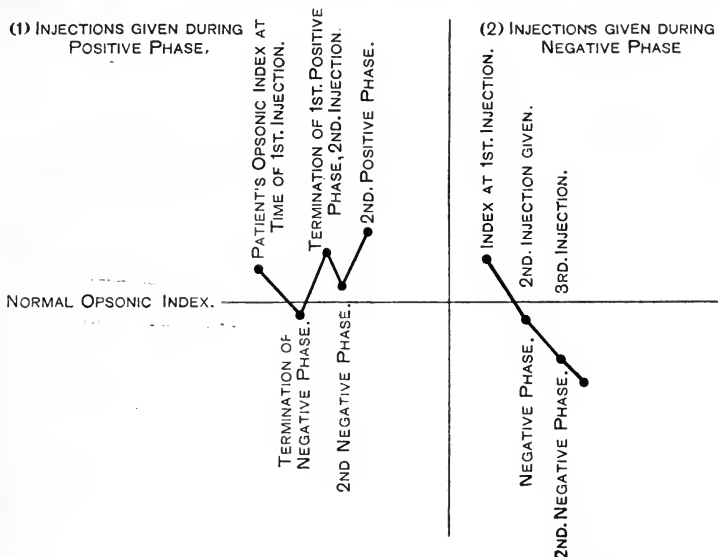 (1) INJECTIONS GIVEN DURING
POSITIVE PHASE.
PATIENT'S OPSONIC INDEX AT
TIME OF 1ST. INJECTION.
TERMINATION OF 1ST. POSITIVE
PHASE, 2ND. INJECTION.
2ND. POSITIVE PHASE.
NORMAL OPSONIC INDEX.
TERMINATION OF
NEGATIVE PHASE.
2ND NEGATIVE PHASE.
(2) INJECTIONS GIVEN DURING
NEGATIVE PHASE
INDEX AT 1ST. INJECTION.
2ND. INJECTION GIVEN.
3RD. INJECTION.
NEGATIVE PHASE.
2ND. NEGATIVE PHASE.